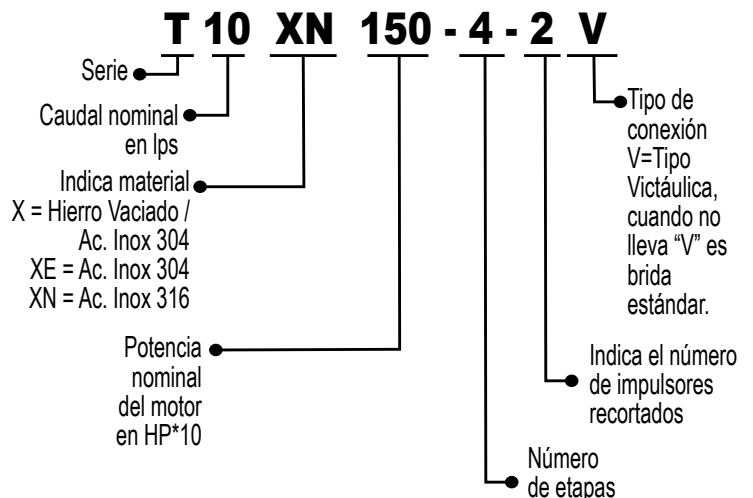 T 10 XN 150 - 4 - 2 V
Serie
Caudal nominal
en lps
Indica material
X = Hierro Vaciado /
Ac. Inox 304
XE = Ac. Inox 304
XN = Ac. Inox 316
Potencia
nominal
del motor
en HP*10
Tipo de
conexión
V=Tipo
Victáulica,
cuando no
lleva “V” es
brida
estándar.
Indica el número
de impulsores
recortados
Número
de etapas